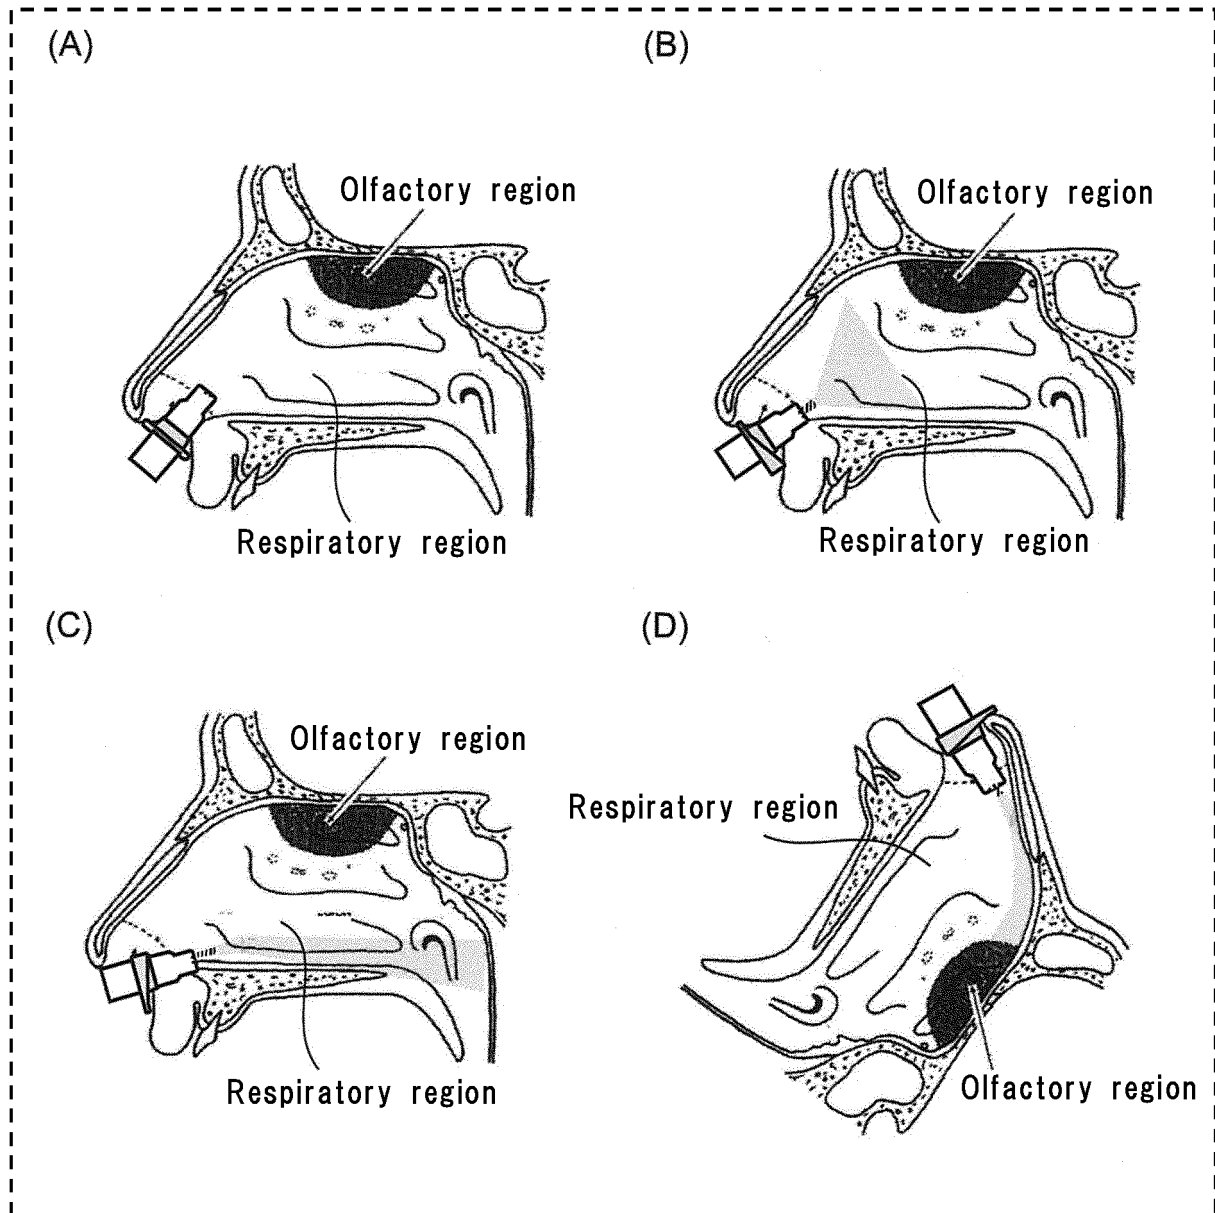 (A)
(B)
Olfactory region
Olfactory region
Respiratory region
Respiratory region
(C)
(D)
Olfactory region
Respiratory region
Respiratory region
Olfactory region